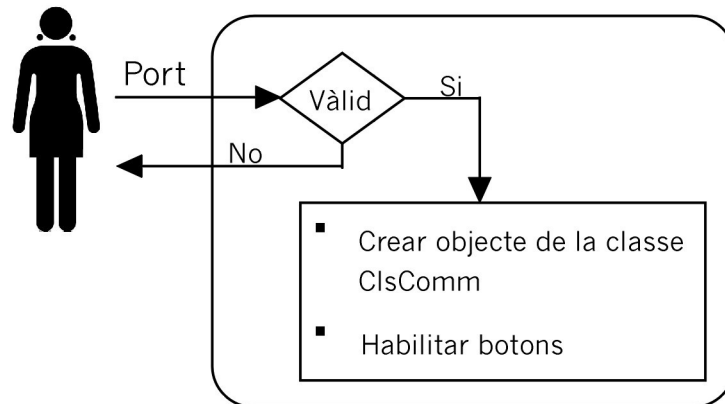 Port
Vàlid
Si
No
▪ Crear objecte de la classe
ClsComm
▪ Habilitar botons